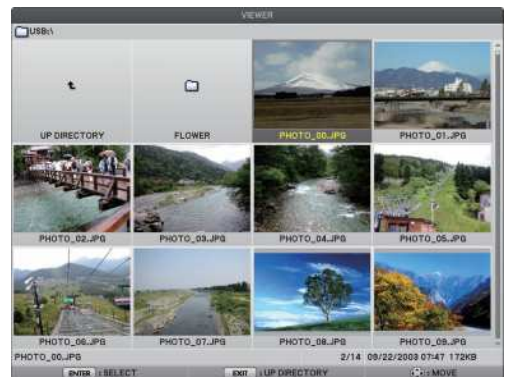 VIEWER
USB:\
UP DIRECTORY FLOWER PHOTO_00.JPG PHOTO_01.JPG
PHOTO_02.JPG PHOTO_03.JPG PHOTO_04.JPG PHOTO_05.JPG
PHOTO_06.JPG PHOTO_07.JPG PHOTO_08.JPG PHOTO_09.JPG
PHOTO_00.JPG 2/14 09/22/2003 07:47 172KB
ENTER :SELECT EXIT :UP DIRECTORY :MOVE